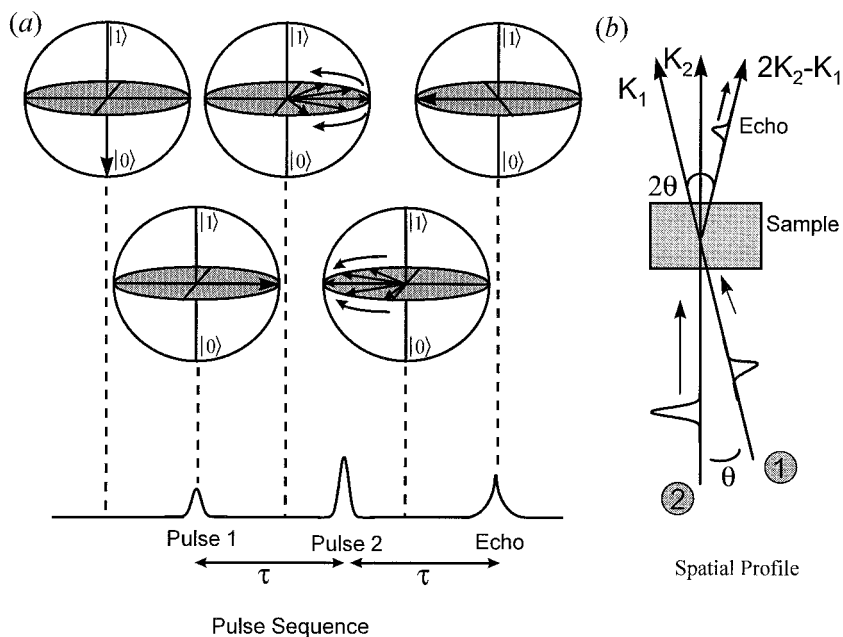 (a)
|1⟩ |1⟩ |1⟩
|0⟩ |0⟩ |0⟩
|1⟩ |1⟩
|0⟩ |0⟩
Pulse 1 Pulse 2 Echo
τ τ
Pulse Sequence
(b)
K₁ K₂ 2K₂-K₁
Echo
2θ
Sample
θ
2 1
Spatial Profile